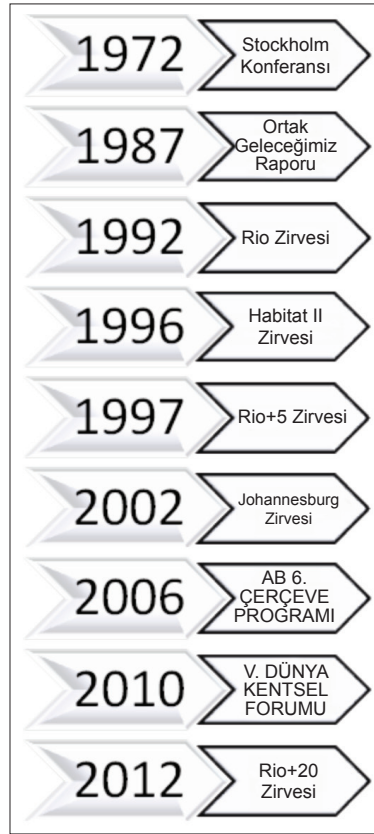 1972
Stockholm
Konferansı
1987
Ortak
Geleceğimiz
Raporu
1992
Rio Zirvesi
1996
Habitat II
Zirvesi
1997
Rio+5 Zirvesi
2002
Johannesburg
Zirvesi
2006
AB 6.
ÇERÇEVE
PROGRAMI
2010
V. DÜNYA
KENTSEL
FORUMU
2012
Rio+20
Zirvesi